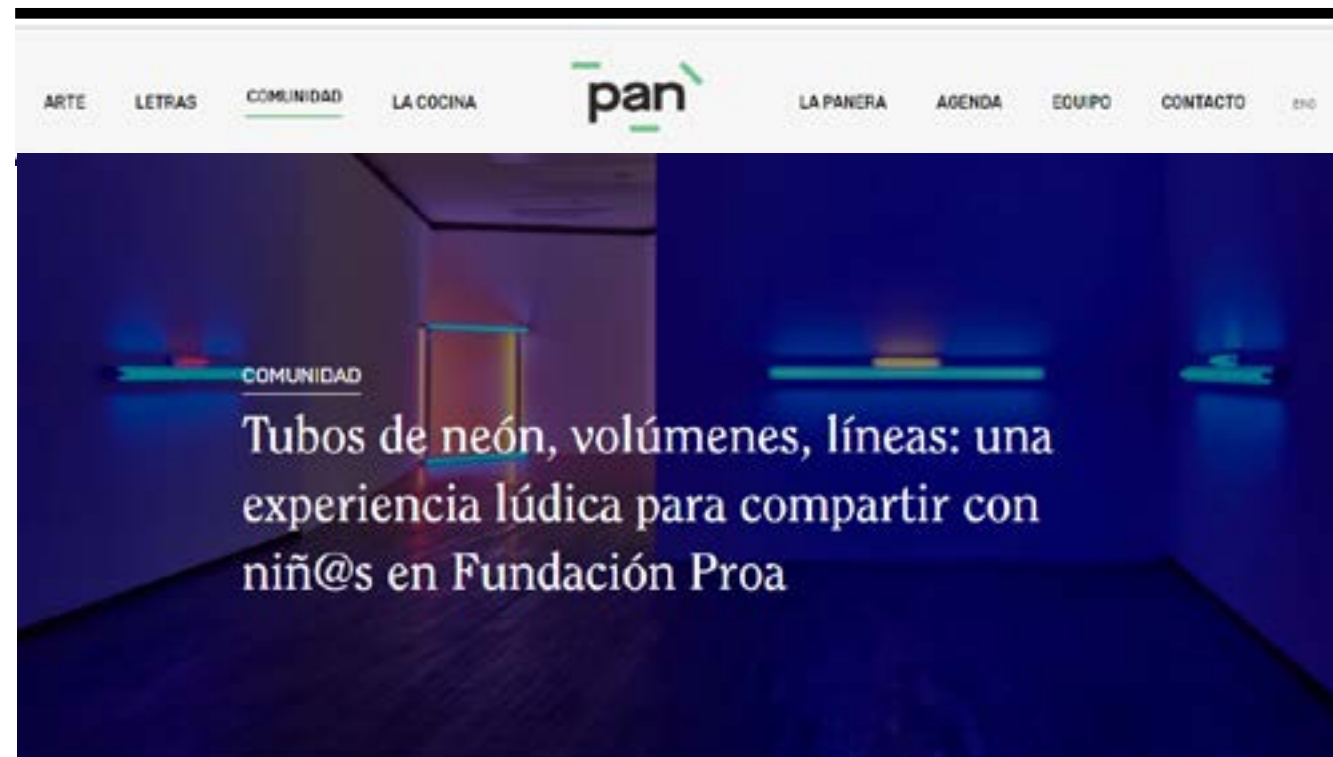 ARTE LETRAS COMUNIDAD LA COCINA pan LA PANERA AGENDA EQUIPO CONTACTO ENG
COMUNIDAD
Tubos de neón, volúmenes, líneas: una
experiencia lúdica para compartir con
niñ@s en Fundación Proa